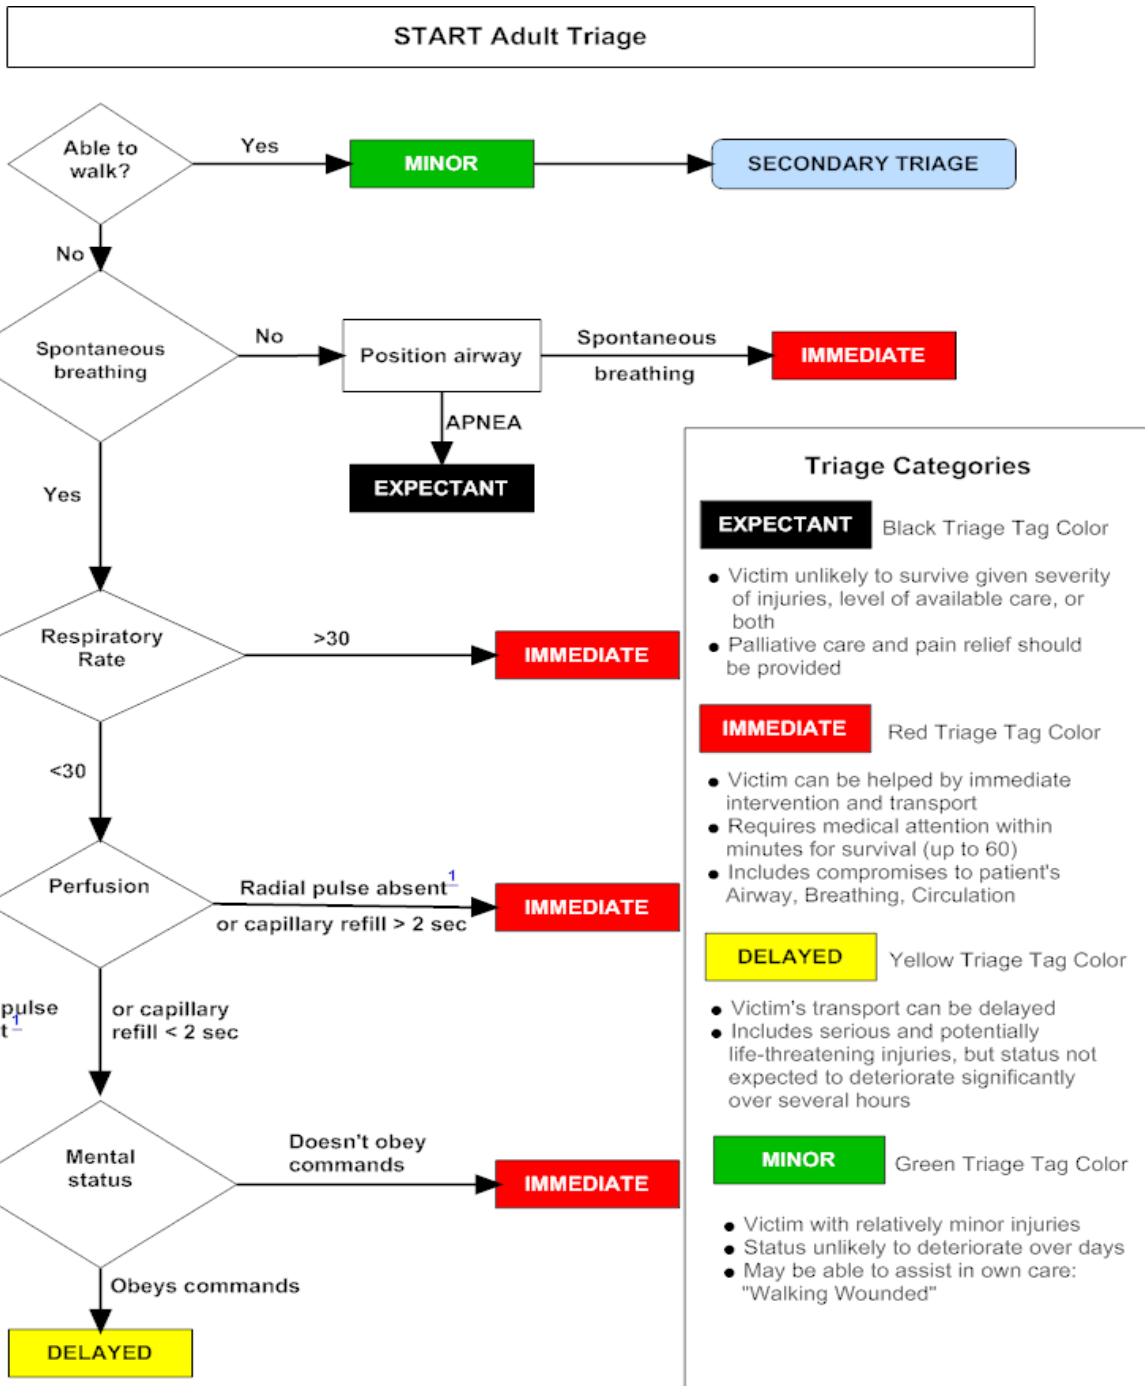 START Adult Triage
Able to
walk?
Yes
MINOR
SECONDARY TRIAGE
No
Spontaneous
breathing
No
Position airway
Spontaneous
breathing
IMMEDIATE
APNEA
EXPECTANT
Yes
Respiratory
Rate
>30
IMMEDIATE
<30
Perfusion
Radial pulse absent1
or capillary refill > 2 sec
IMMEDIATE
pulse
t1
or capillary
refill < 2 sec
Mental
status
Doesn't obey
commands
IMMEDIATE
Obeys commands
DELAYED
Triage Categories
EXPECTANT Black Triage Tag Color
● Victim unlikely to survive given severity
of injuries, level of available care, or
both
● Palliative care and pain relief should
be provided
IMMEDIATE Red Triage Tag Color
● Victim can be helped by immediate
intervention and transport
● Requires medical attention within
minutes for survival (up to 60)
● Includes compromises to patient's
Airway, Breathing, Circulation
DELAYED Yellow Triage Tag Color
● Victim's transport can be delayed
● Includes serious and potentially
life-threatening injuries, but status not
expected to deteriorate significantly
over several hours
MINOR Green Triage Tag Color
● Victim with relatively minor injuries
● Status unlikely to deteriorate over days
● May be able to assist in own care:
"Walking Wounded"